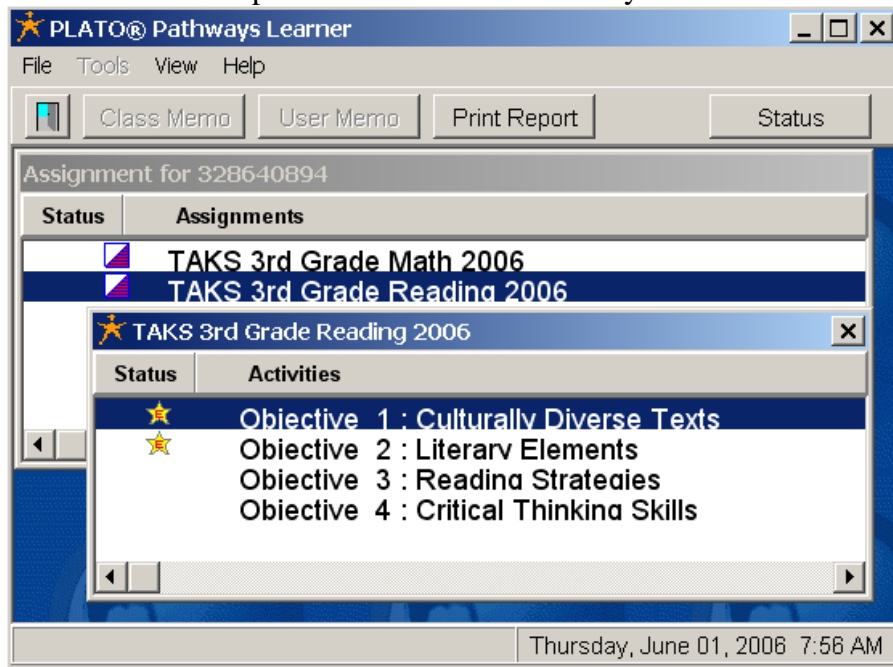 PLATO® Pathways Learner
File Tools View Help
Class Memo User Memo Print Report Status
Assignment for 328640894
Status Assignments
TAKS 3rd Grade Math 2006
TAKS 3rd Grade Reading 2006
TAKS 3rd Grade Reading 2006
Status Activities
E Objective 1 : Culturally Diverse Texts
E Objective 2 : Literary Elements
Objective 3 : Reading Strategies
Objective 4 : Critical Thinking Skills
Thursday, June 01, 2006 7:56 AM